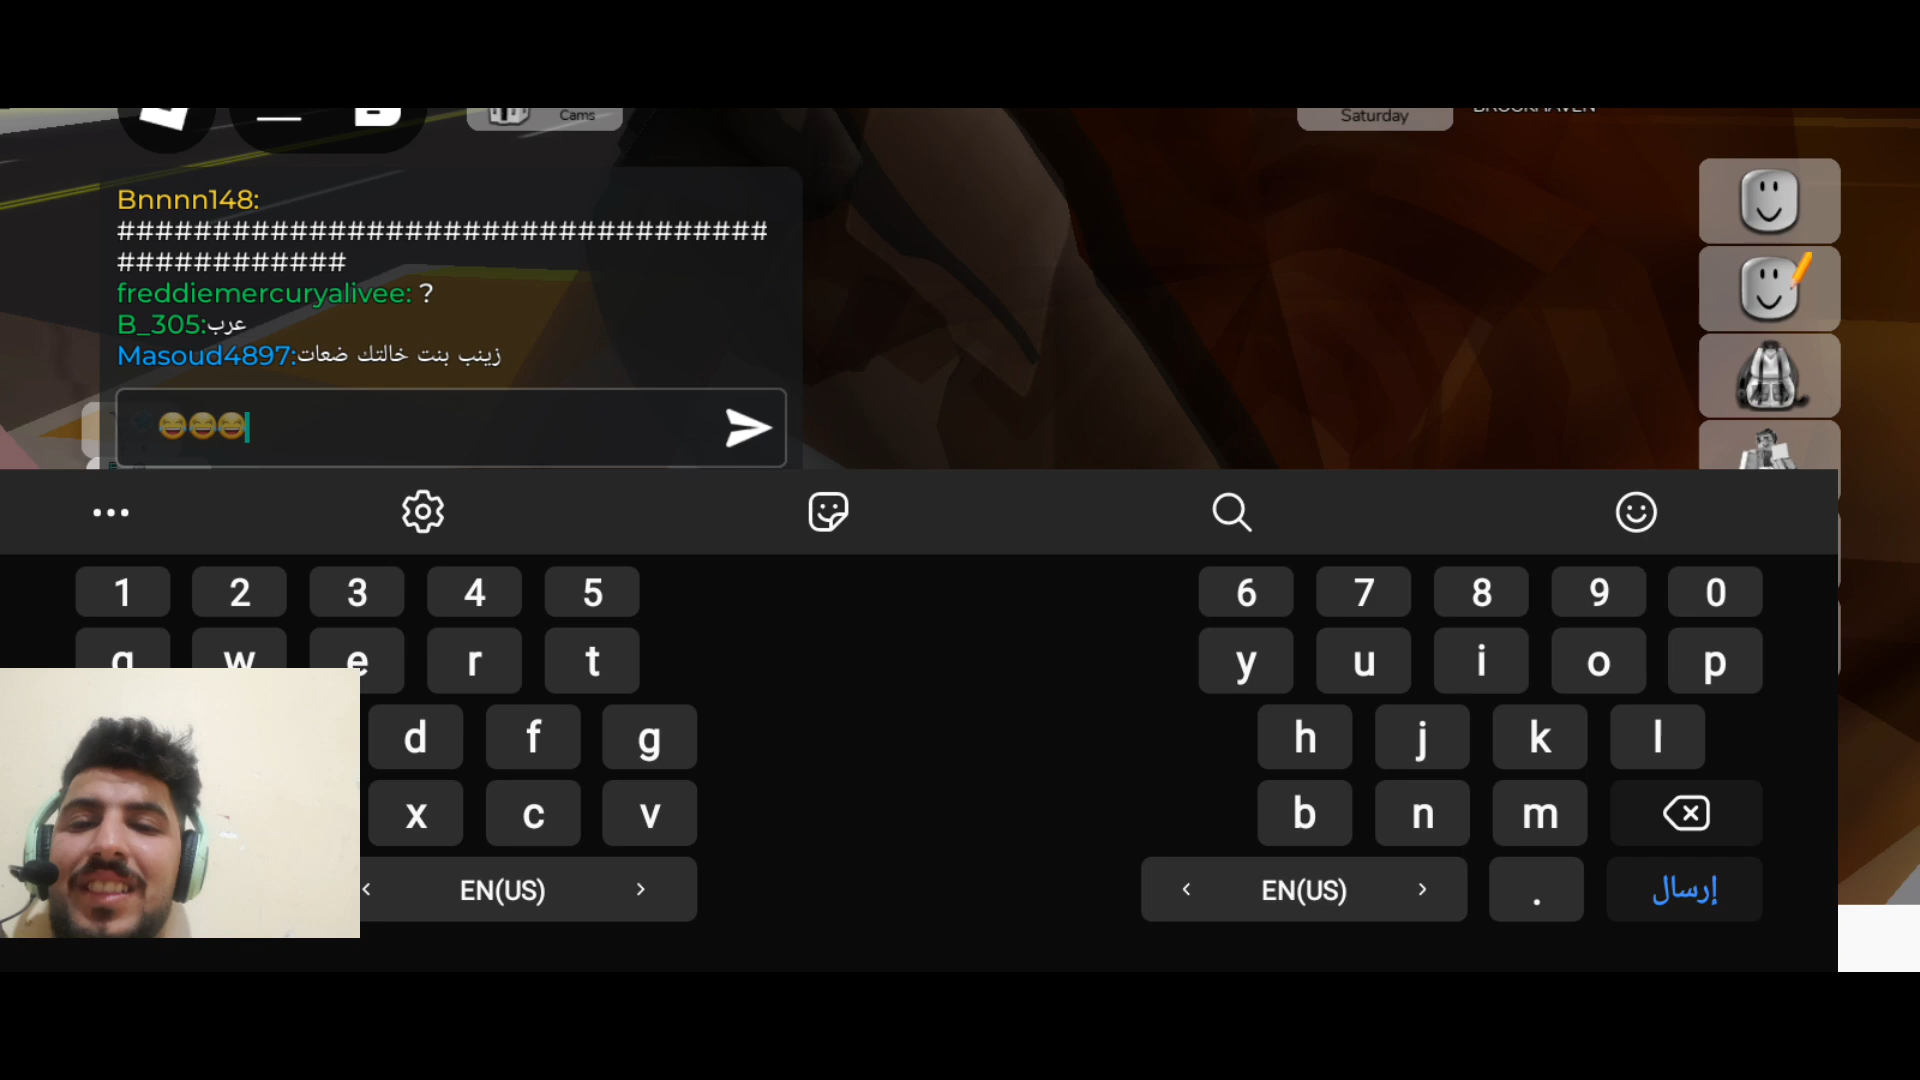 Cams
Saturday
BROOKHAVEN
Bnnnn148:
##################################
############
freddiemercuryalivee: ?
B_305:عرب
Masoud4897:زينب بنت خالتك ضعات
😂😂😂
1 2 3 4 5 6 7 8 9 0
q w e r t y u i o p
d f g h j k l
x c v b n m
< EN(US) > < EN(US) > . إرسال